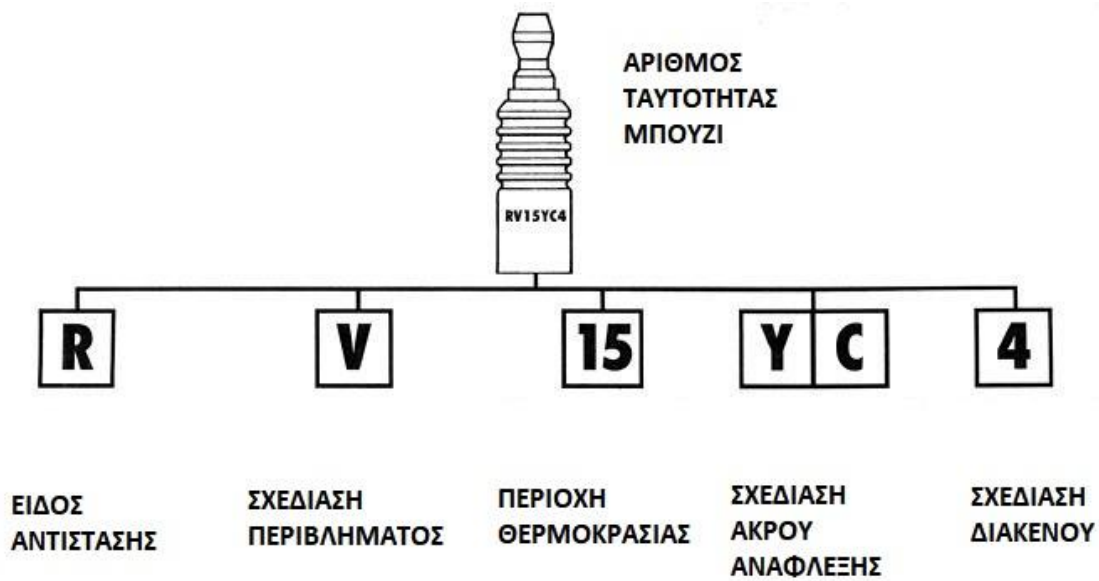 ΑΡΙΘΜΟΣ
ΤΑΥΤΟΤΗΤΑΣ
ΜΠΟΥΖΙ
RV15YC4
R V 15 Y C 4
ΕΙΔΟΣ
ΑΝΤΙΣΤΑΣΗΣ
ΣΧΕΔΙΑΣΗ
ΠΕΡΙΒΛΗΜΑΤΟΣ
ΠΕΡΙΟΧΗ
ΘΕΡΜΟΚΡΑΣΙΑΣ
ΣΧΕΔΙΑΣΗ
ΑΚΡΟΥ
ΑΝΑΦΛΕΞΗΣ
ΣΧΕΔΙΑΣΗ
ΔΙΑΚΕΝΟΥ